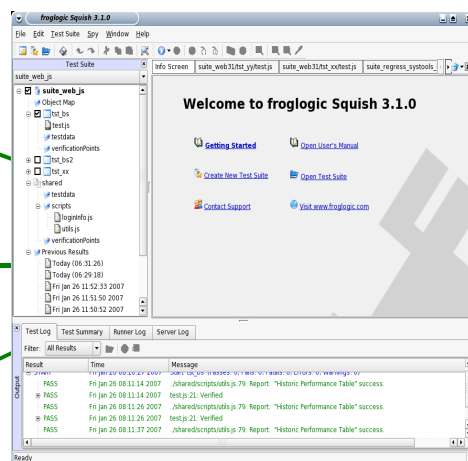 froglogic Squish 3.1.0
File Edit Test Suite Spy Window Help
Test Suite
suite_web_js
Info Screen suite_web31/tst_yy/test.js suite_web31/tst_xx/test.js suite_regress_systools_
suite_web_js
Object Map
tst_bs
test.js
testdata
verificationPoints
tst_bs2
tst_xx
shared
testdata
scripts
loginInfo.js
utils.js
verificationPoints
Previous Results
Today (06:31:26)
Today (06:29:18)
Fri Jan 26 11:52:33 2007
Fri Jan 26 11:51:50 2007
Fri Jan 26 11:50:52 2007
Welcome to froglogic Squish 3.1.0
Getting Started Open User's Manual
Create New Test Suite Open Test Suite
Contact Support Visit www.froglogic.com
Output
Test Log Test Summary Runner Log Server Log
Filter: All Results
Result Time Message
PASS Fri Jan 26 08:11:14 2007 ./shared/scripts/utils.js:79: Report: "Historic Performance Table" success.
PASS Fri Jan 26 08:11:14 2007 test.js:21: Verified
PASS Fri Jan 26 08:11:26 2007 ./shared/scripts/utils.js:79: Report: "Historic Performance Table" success.
PASS Fri Jan 26 08:11:26 2007 test.js:21: Verified
PASS Fri Jan 26 08:11:37 2007 ./shared/scripts/utils.js:79: Report: "Historic Performance Table" success.
Ready